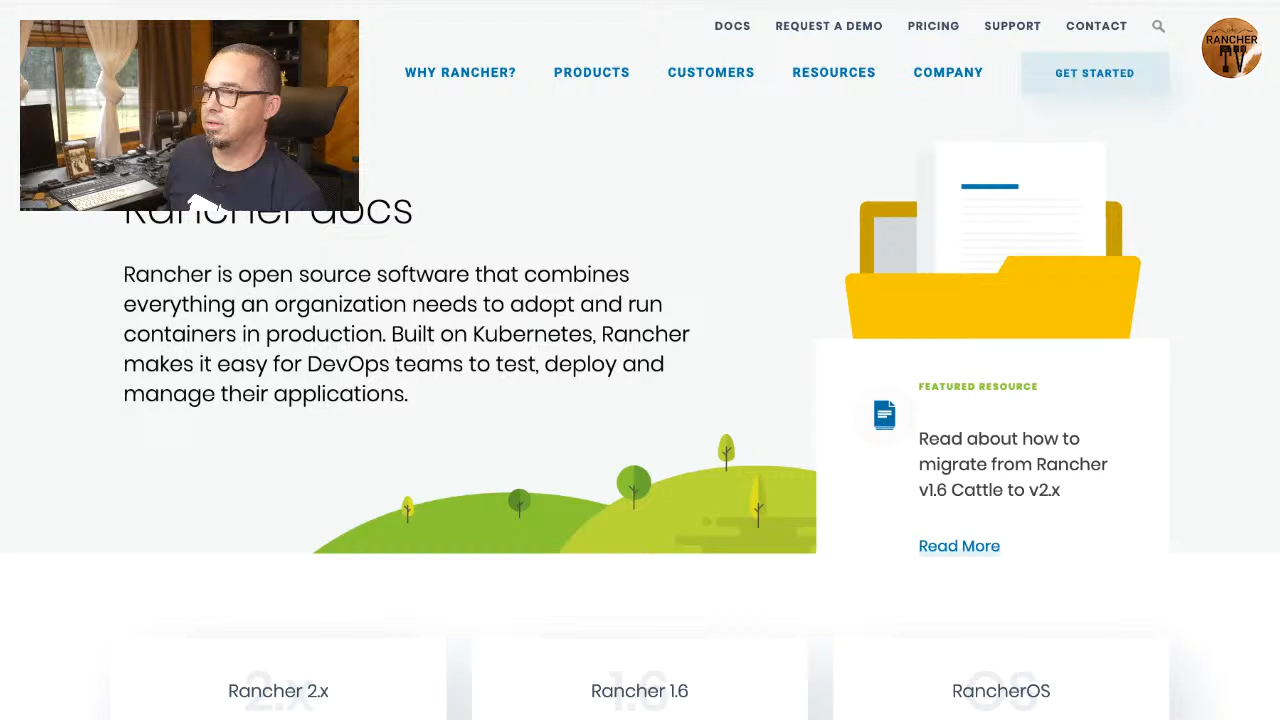 DOCS REQUEST A DEMO PRICING SUPPORT CONTACT
RANCHER
TV
WHY RANCHER? PRODUCTS CUSTOMERS RESOURCES COMPANY GET STARTED
Rancher docs
Rancher is open source software that combines
everything an organization needs to adopt and run
containers in production. Built on Kubernetes, Rancher
makes it easy for DevOps teams to test, deploy and
manage their applications.
FEATURED RESOURCE
Read about how to
migrate from Rancher
v1.6 Cattle to v2.x
Read More
2.x
Rancher 2.x
1.6
Rancher 1.6
OS
RancherOS